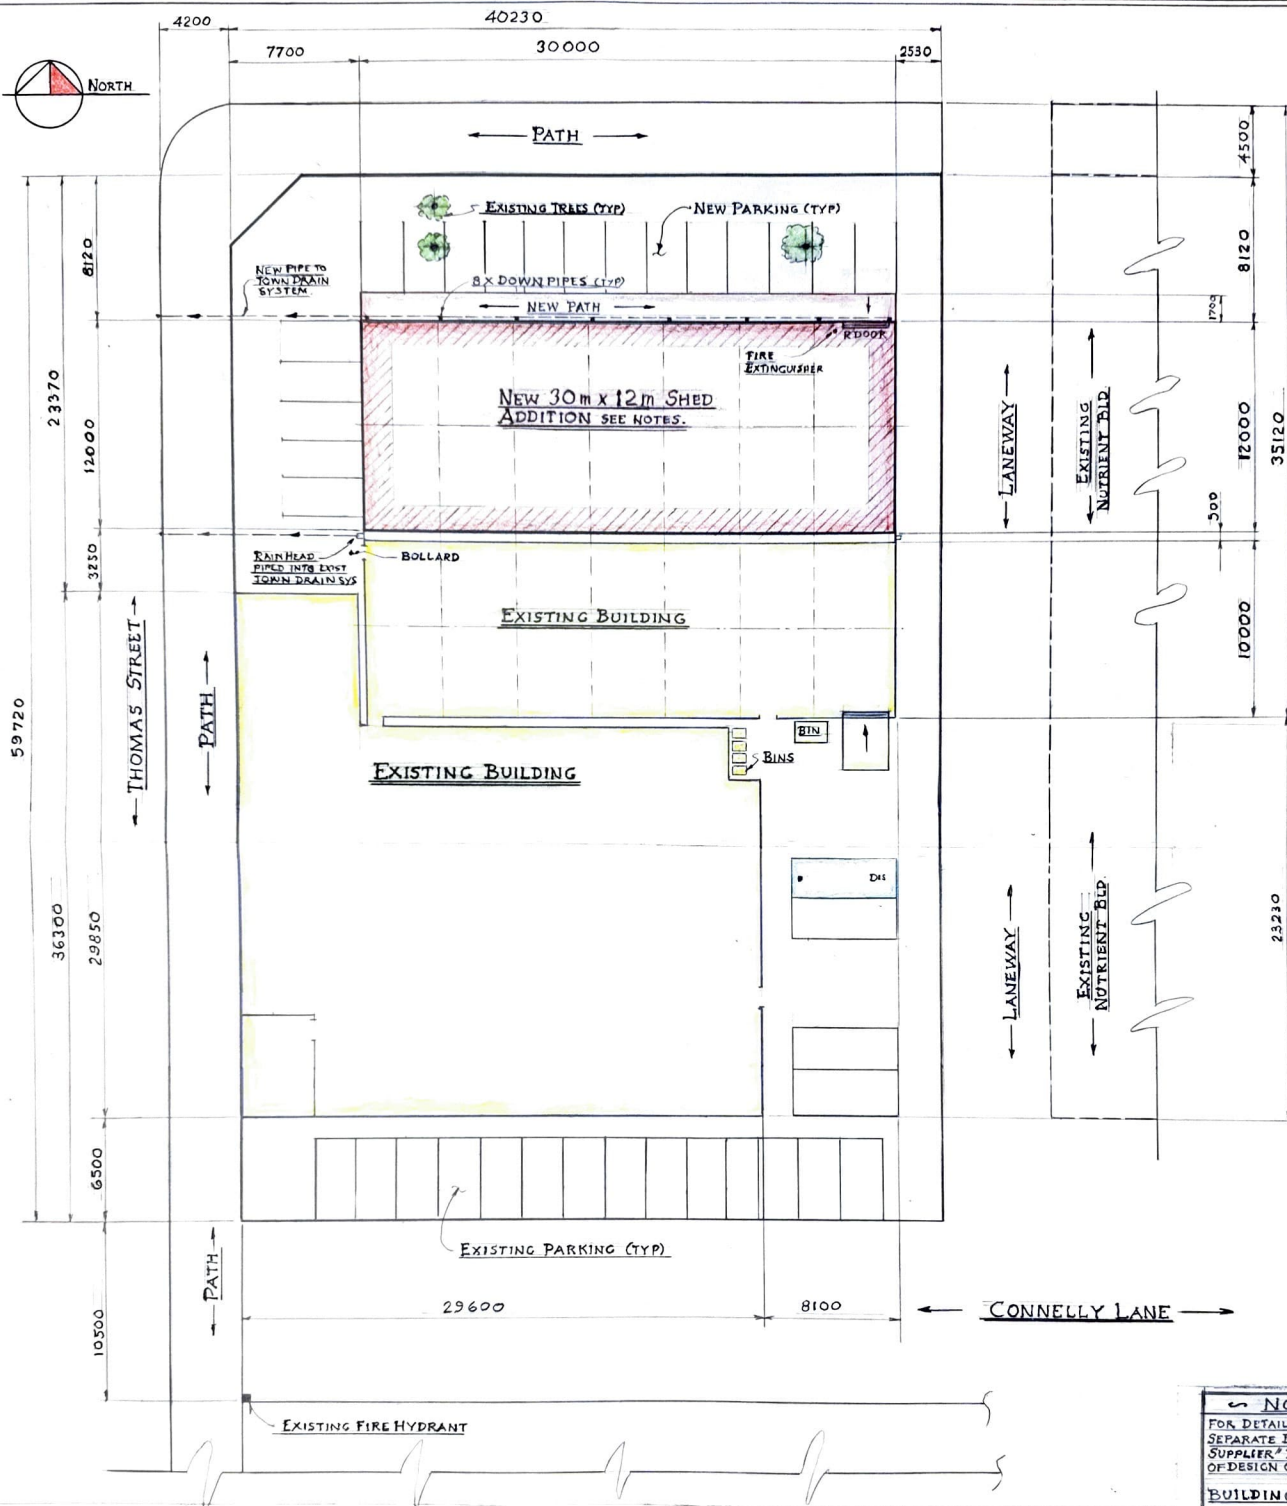 4200
40230
7700
30000
2530
NORTH
← PATH →
4500
EXISTING TREES (TYP)
NEW PARKING (TYP)
8120
8120
NEW PIPE TO
TOWN DRAIN
SYSTEM
8 X DOWN PIPES (TYP)
← NEW PATH →
1700
R DOOR
FIRE
EXTINGUISHER
NEW 30m x 12m SHED
ADDITION SEE NOTES.
23370
12000
← LANEWAY →
← EXISTING →
NUTRIENT BLD.
12000
35120
500
3250
RAINHEAD
PIPED INTO EXIST
TOWN DRAIN SYS
BOLLARD
EXISTING BUILDING
10000
← THOMAS STREET →
← PATH →
59720
BIN
BINS
EXISTING BUILDING
DIS
36300
29850
← LANEWAY →
← EXISTING →
NUTRIENT BLD.
23230
6500
EXISTING PARKING (TYP)
← PATH →
29600
8100
← CONNELLY LANE →
10500
EXISTING FIRE HYDRANT
FOR DETAIL
SEPARATE
SUPPLIER"
OF DESIGN
BUILDIN